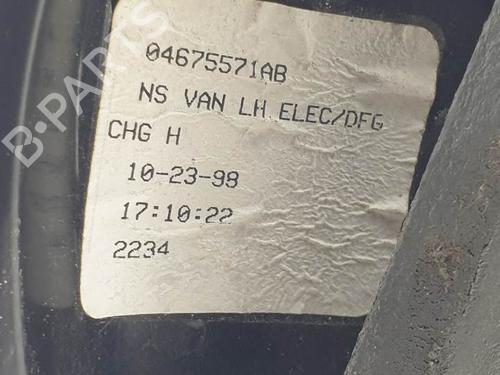 04675571AB
NS VAN LH ELEC/DFG
CHG H
10-23-98
17:10:22
2234
B-PARTS